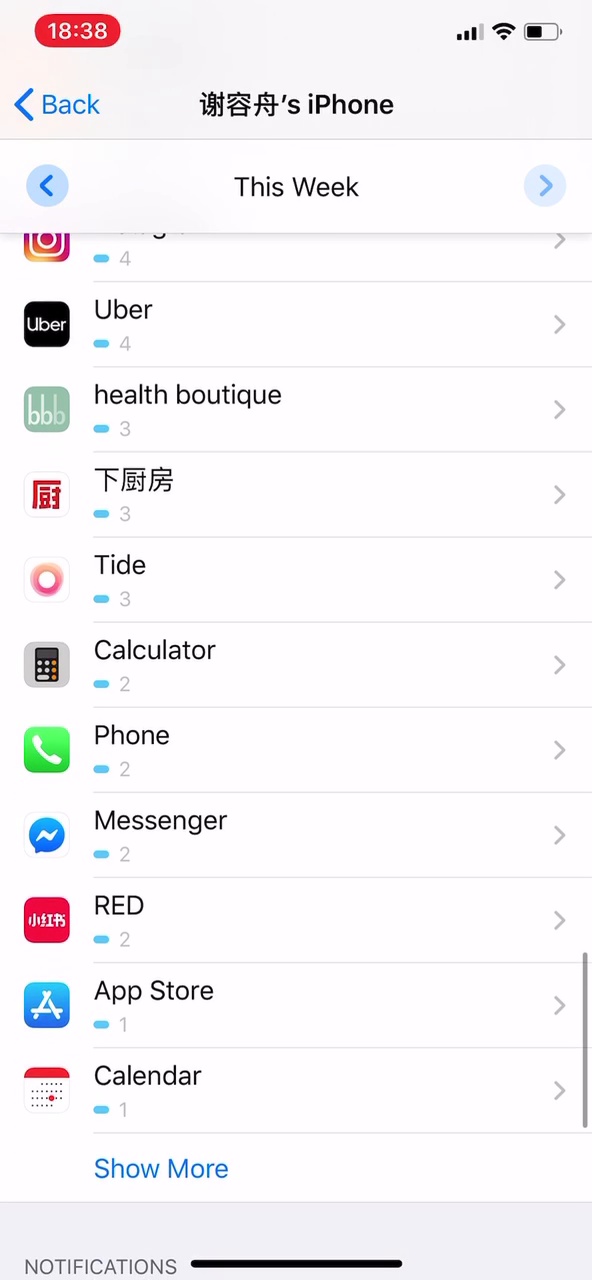 18:38
Back
谢容舟's iPhone
This Week
4
Uber
Uber
4
health boutique
bbb
3
下厨房
厨
3
Tide
3
Calculator
2
Phone
2
Messenger
2
RED
小红书
2
App Store
1
Calendar
1
Show More
NOTIFICATIONS